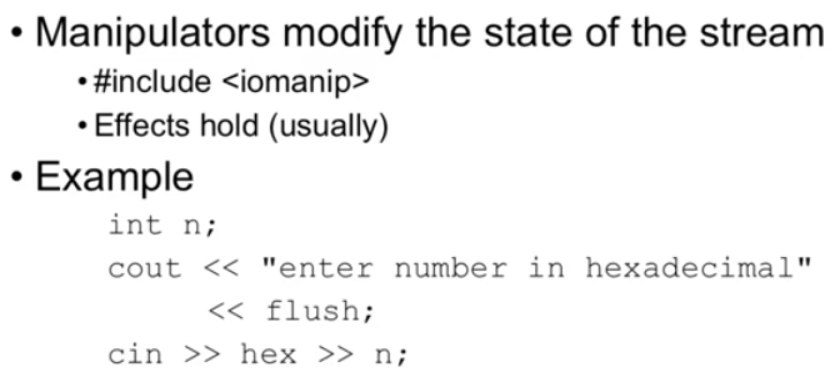 • Manipulators modify the state of the stream
• #include <iomanip>
• Effects hold (usually)
• Example
int n;
cout << "enter number in hexadecimal"
<< flush;
cin >> hex >> n;